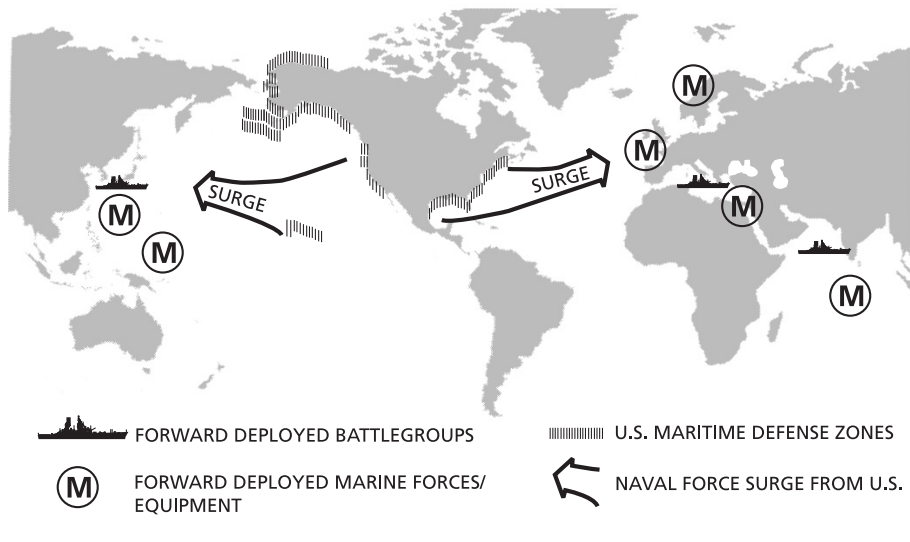 M
M
SURGE
SURGE
M
M
M
M
M
FORWARD DEPLOYED BATTLEGROUPS
U.S. MARITIME DEFENSE ZONES
M
FORWARD DEPLOYED MARINE FORCES/
EQUIPMENT
NAVAL FORCE SURGE FROM U.S.